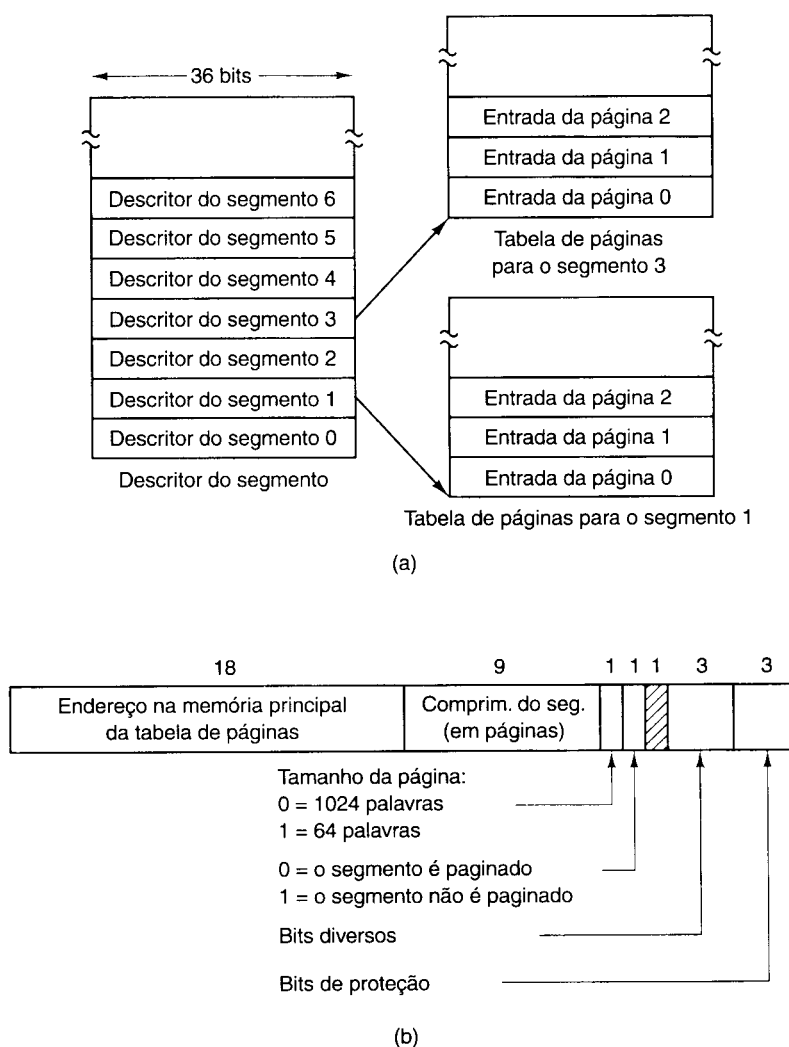 36 bits
Descritor do segmento 6
Descritor do segmento 5
Descritor do segmento 4
Descritor do segmento 3
Descritor do segmento 2
Descritor do segmento 1
Descritor do segmento 0
Descritor do segmento
Entrada da página 2
Entrada da página 1
Entrada da página 0
Tabela de páginas
para o segmento 3
Entrada da página 2
Entrada da página 1
Entrada da página 0
Tabela de páginas para o segmento 1
(a)
18 9 1 1 1 3 3
Endereço na memória principal
da tabela de páginas
Comprim. do seg.
(em páginas)
Tamanho da página:
0 = 1024 palavras
1 = 64 palavras
0 = o segmento é paginado
1 = o segmento não é paginado
Bits diversos
Bits de proteção
(b)